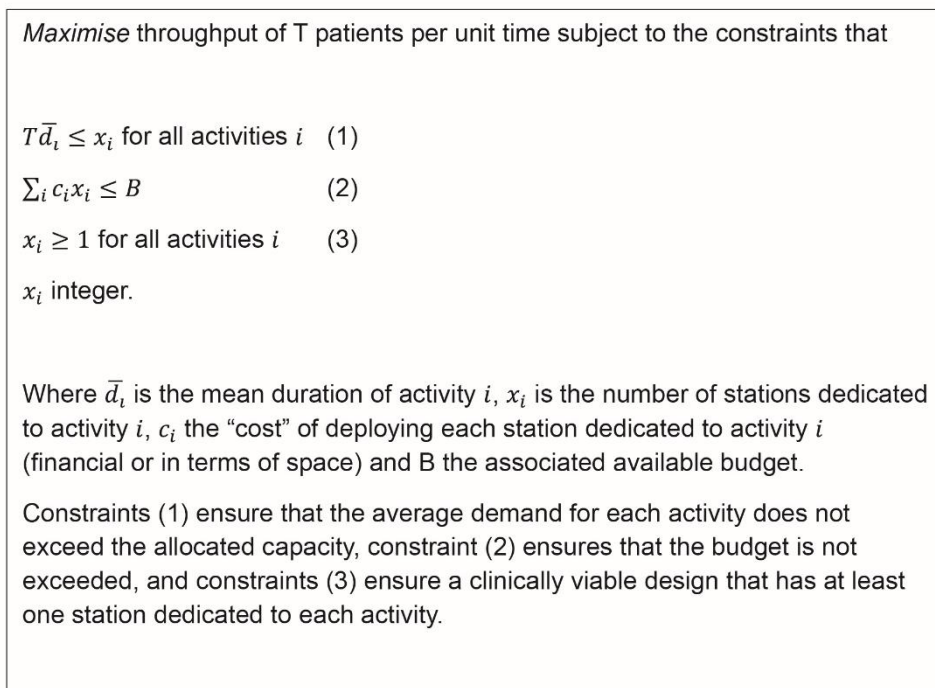 Maximise throughput of T patients per unit time subject to the constraints that
Td̅ᵢ ≤ xᵢ for all activities i (1)
∑ᵢ cᵢxᵢ ≤ B (2)
xᵢ ≥ 1 for all activities i (3)
xᵢ integer.
Where d̅ᵢ is the mean duration of activity i, xᵢ is the number of stations dedicated
to activity i, cᵢ the “cost” of deploying each station dedicated to activity i
(financial or in terms of space) and B the associated available budget.
Constraints (1) ensure that the average demand for each activity does not
exceed the allocated capacity, constraint (2) ensures that the budget is not
exceeded, and constraints (3) ensure a clinically viable design that has at least
one station dedicated to each activity.